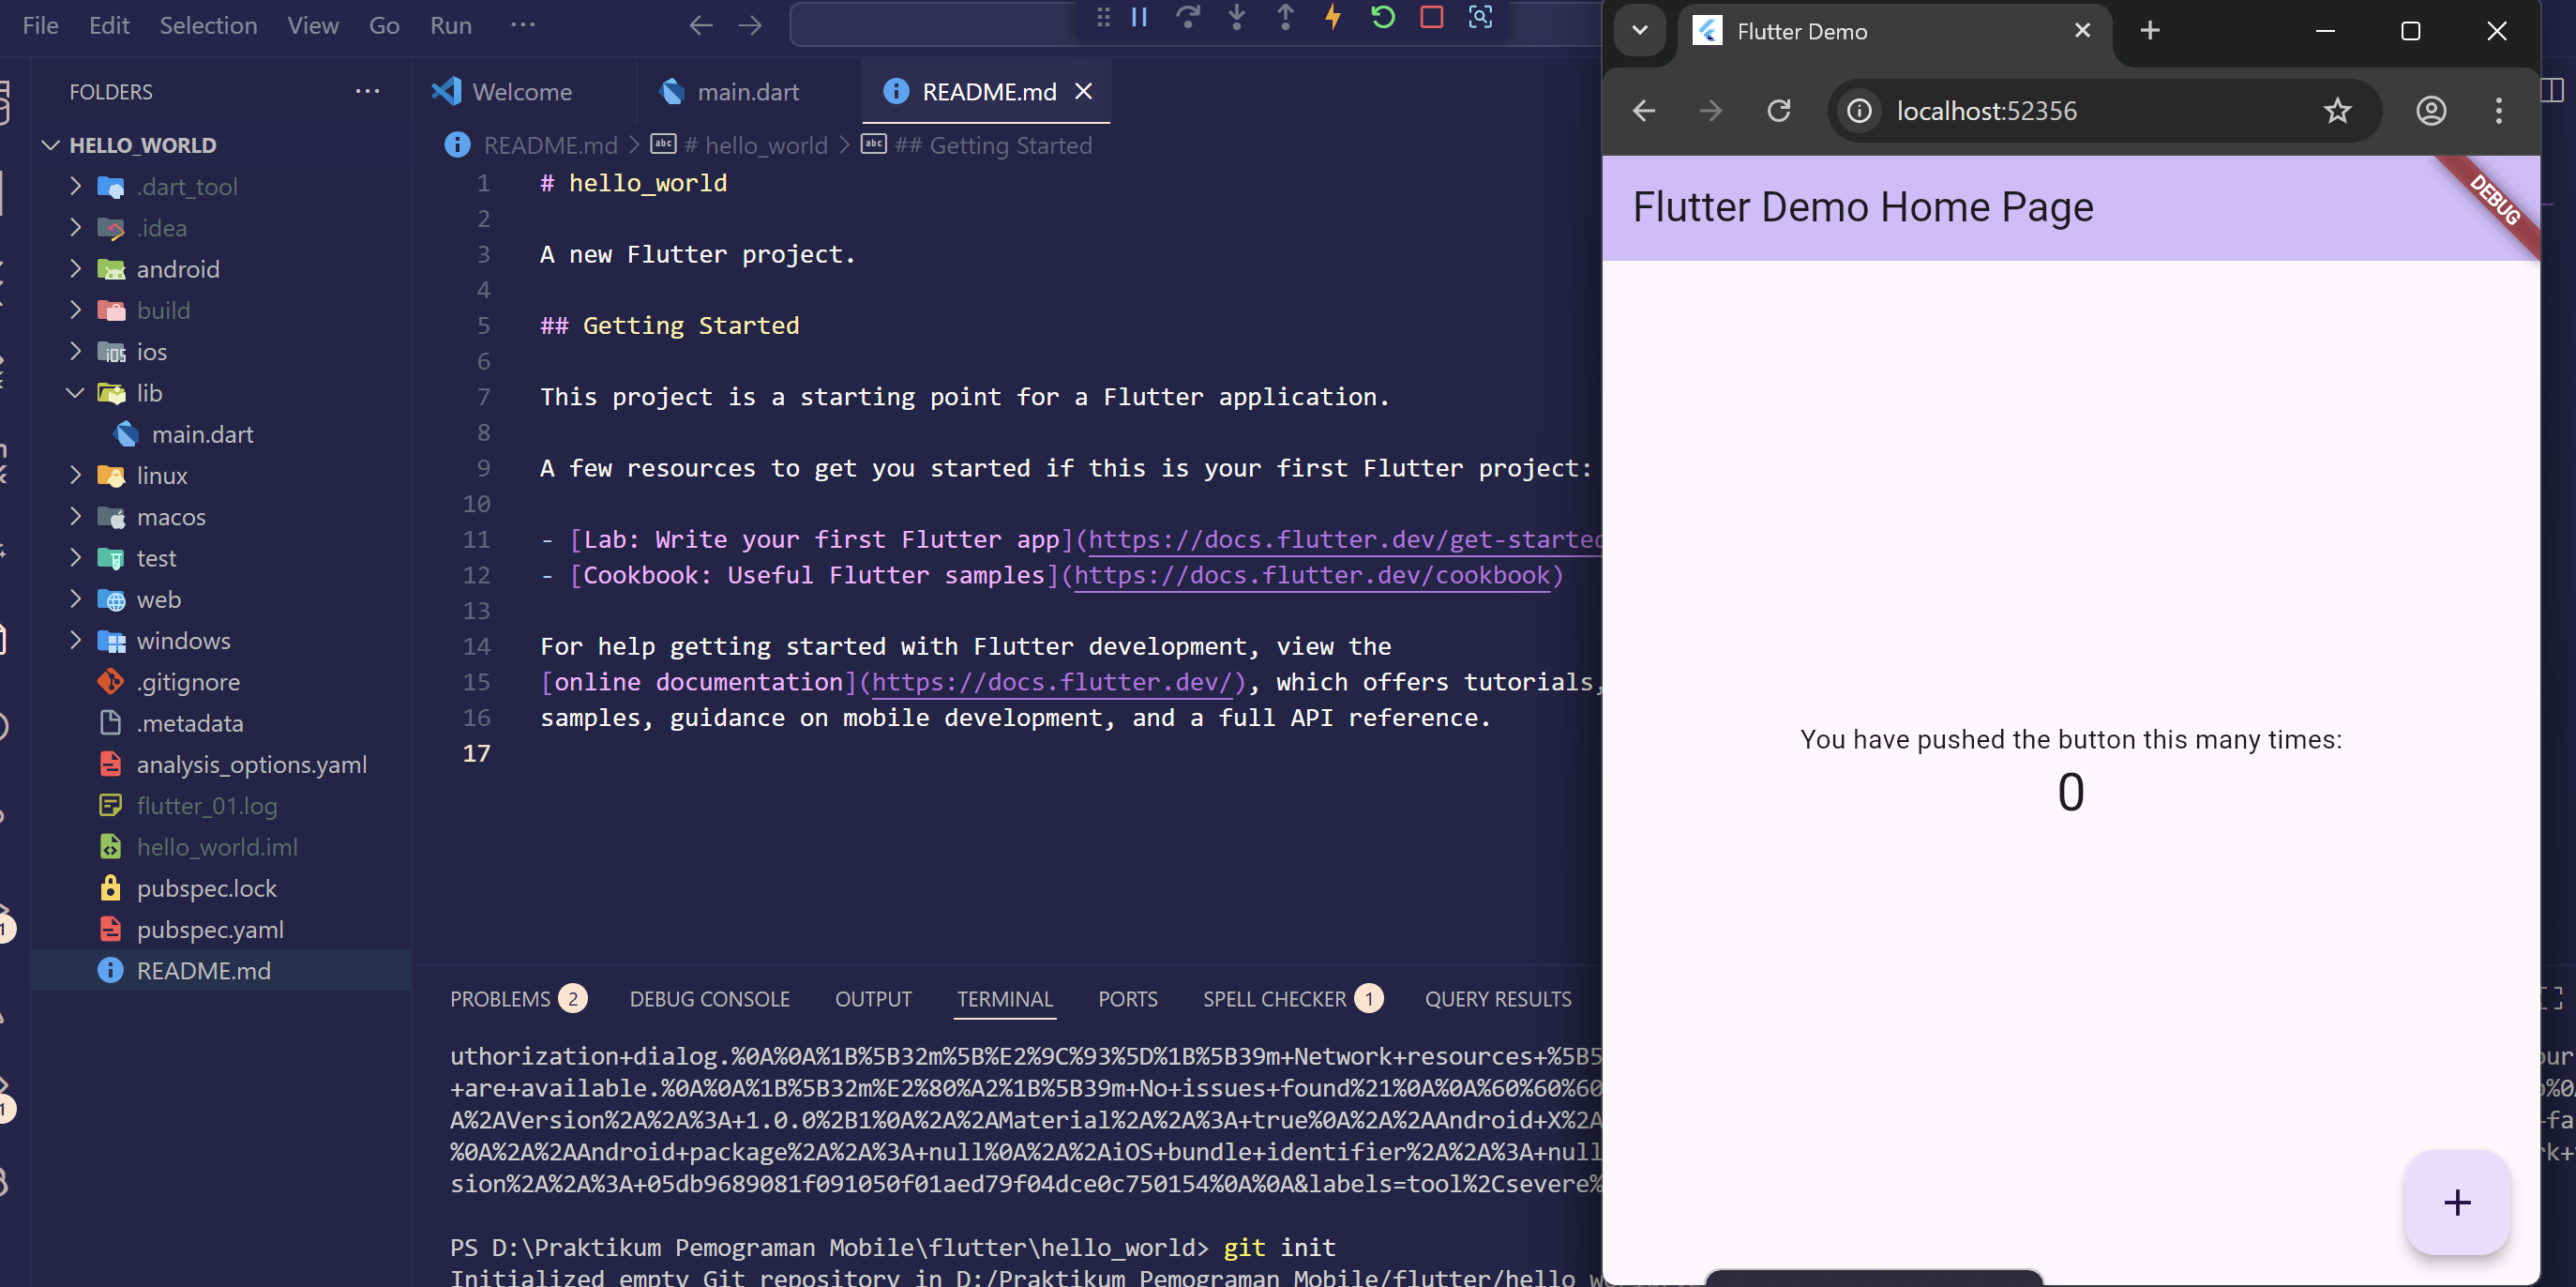 File Edit Selection View Go Run ···
FOLDERS ···
HELLO_WORLD
.dart_tool
.idea
android
build
ios
lib
main.dart
linux
macos
test
web
windows
.gitignore
.metadata
analysis_options.yaml
flutter_01.log
hello_world.iml
pubspec.lock
pubspec.yaml
README.md
1
1
Welcome main.dart README.md
README.md > # hello_world > ## Getting Started
1 # hello_world
2
3 A new Flutter project.
4
5 ## Getting Started
6
7 This project is a starting point for a Flutter application.
8
9 A few resources to get you started if this is your first Flutter project:
10
11 - [Lab: Write your first Flutter app](https://docs.flutter.dev/get-started
12 - [Cookbook: Useful Flutter samples](https://docs.flutter.dev/cookbook)
13
14 For help getting started with Flutter development, view the
15 [online documentation](https://docs.flutter.dev/), which offers tutorials,
16 samples, guidance on mobile development, and a full API reference.
17
PROBLEMS 2 DEBUG CONSOLE OUTPUT TERMINAL PORTS SPELL CHECKER 1 QUERY RESULTS
uthorization+dialog.%0A%0A%1B%5B32m%5B%E2%9C%93%5D%1B%5B39m+Network+resources+%5B5
+are+available.%0A%0A%1B%5B32m%E2%80%A2%1B%5B39m+No+issues+found%21%0A%0A%60%60%60
A%2AVersion%2A%2A%3A+1.0.0%2B1%0A%2A%2AMaterial%2A%2A%3A+true%0A%2A%2AAndroid+X%2A
%0A%2A%2AAndroid+package%2A%2A%3A+null%0A%2A%2AiOS+bundle+identifier%2A%2A%3A+null
sion%2A%2A%3A+05db9689081f091050f01aed79f04dce0c750154%0A%0A&labels=tool%2Csevere%
PS D:\Praktikum Pemograman Mobile\flutter\hello_world> git init
Initialized empty Git repository in D:/Praktikum Pemograman Mobile/flutter/hello_w
Flutter Demo
localhost:52356
Flutter Demo Home Page
DEBUG
You have pushed the button this many times:
0
+